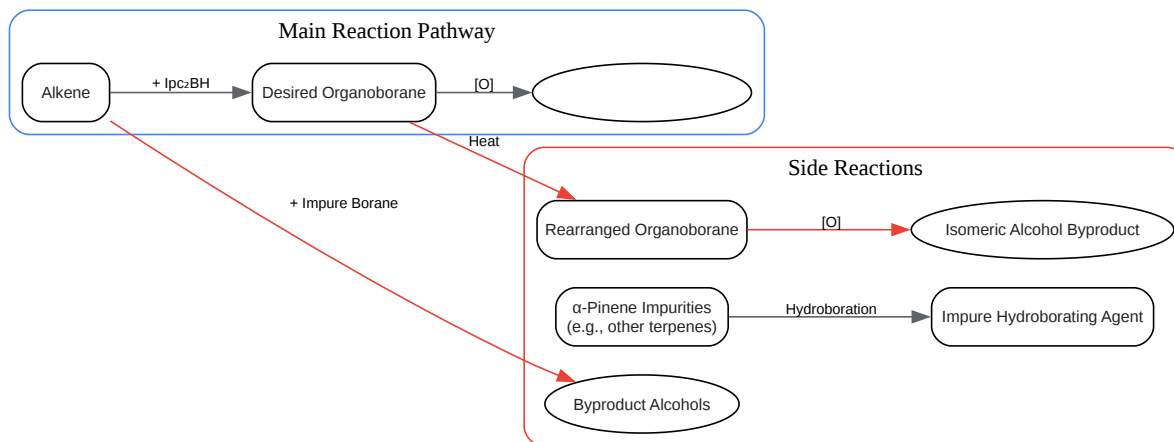 Main Reaction Pathway
Alkene
+ Ipc₂BH
Desired Organoborane
[O]
Heat
Side Reactions
+ Impure Borane
Rearranged Organoborane
[O]
Isomeric Alcohol Byproduct
α-Pinene Impurities
(e.g., other terpenes)
Hydroboration
Impure Hydroborating Agent
Byproduct Alcohols